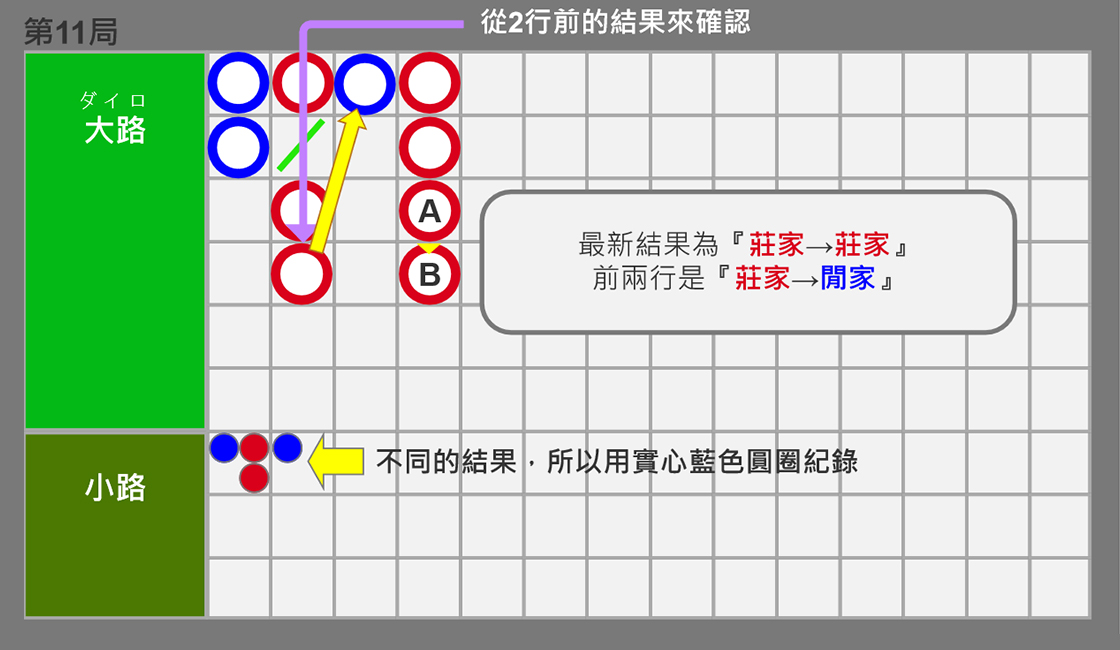 第11局
從2行前的結果來確認
ダイロ
大路
A
B
最新結果為『莊家→莊家』
前兩行是『莊家→閒家』
小路
不同的結果，所以用實心藍色圓圈紀錄